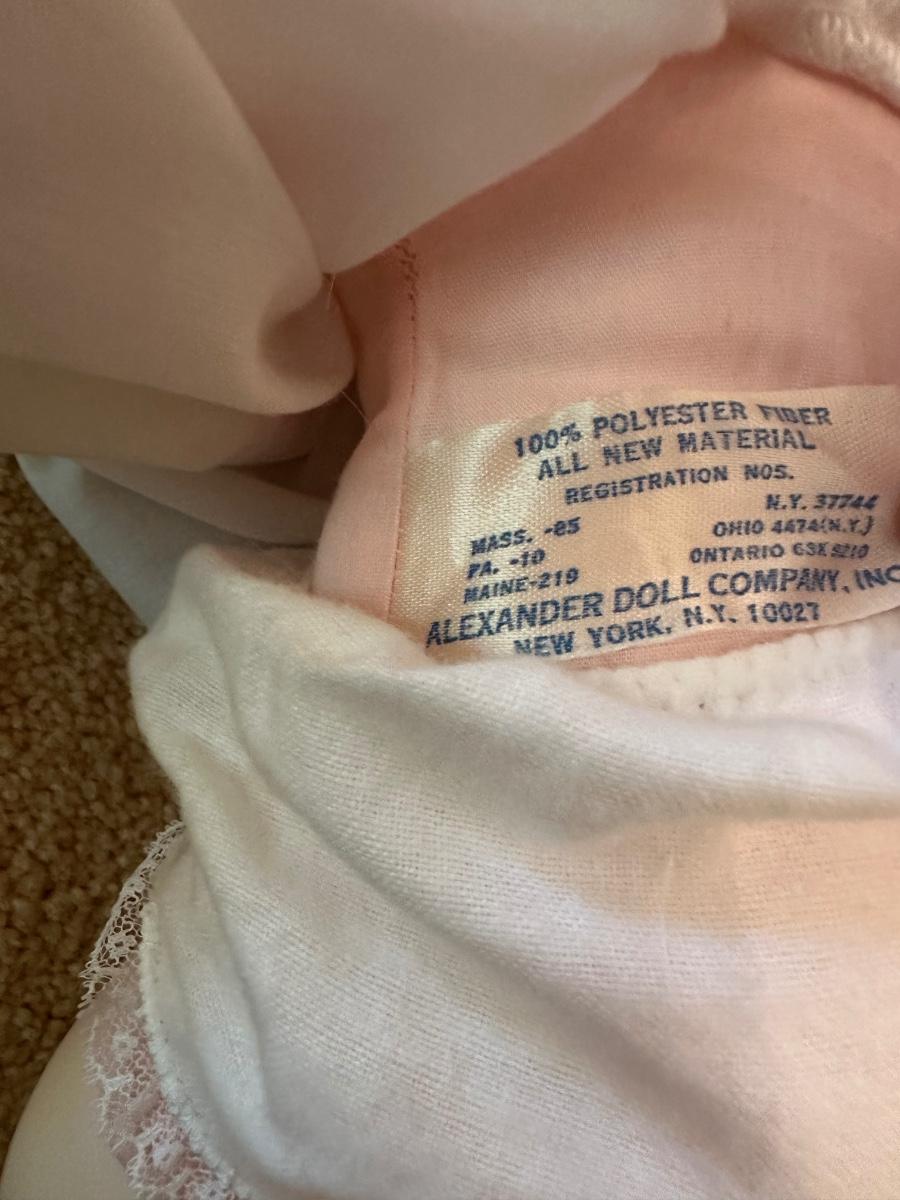 100% POLYESTER FIBER
ALL NEW MATERIAL
REGISTRATION NOS.
N.Y. 37744
MASS. -85 OHIO 4474(N.Y.)
PA. -10 ONTARIO 63K 5210
MAINE-219
ALEXANDER DOLL COMPANY, INC
NEW YORK, N.Y. 10027